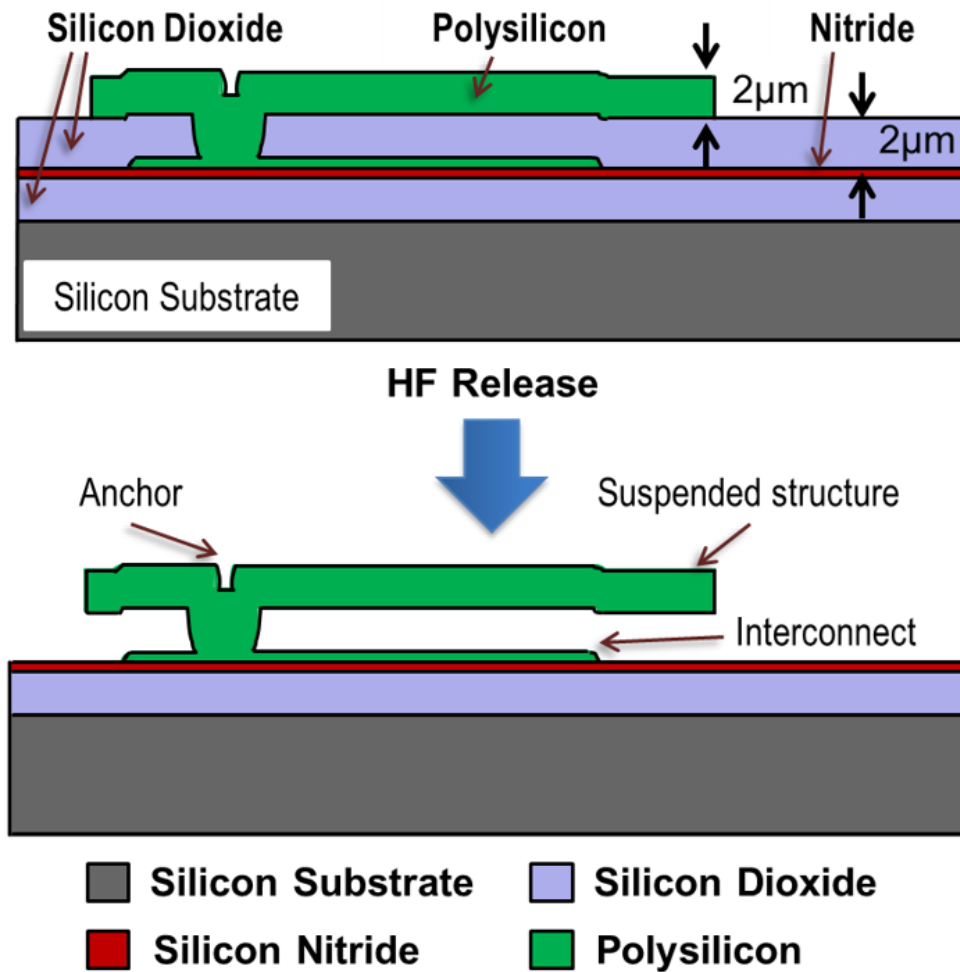 Silicon Dioxide
Polysilicon
Nitride
2μm
2μm
Silicon Substrate
HF Release
Anchor
Suspended structure
Interconnect
Silicon Substrate
Silicon Dioxide
Silicon Nitride
Polysilicon